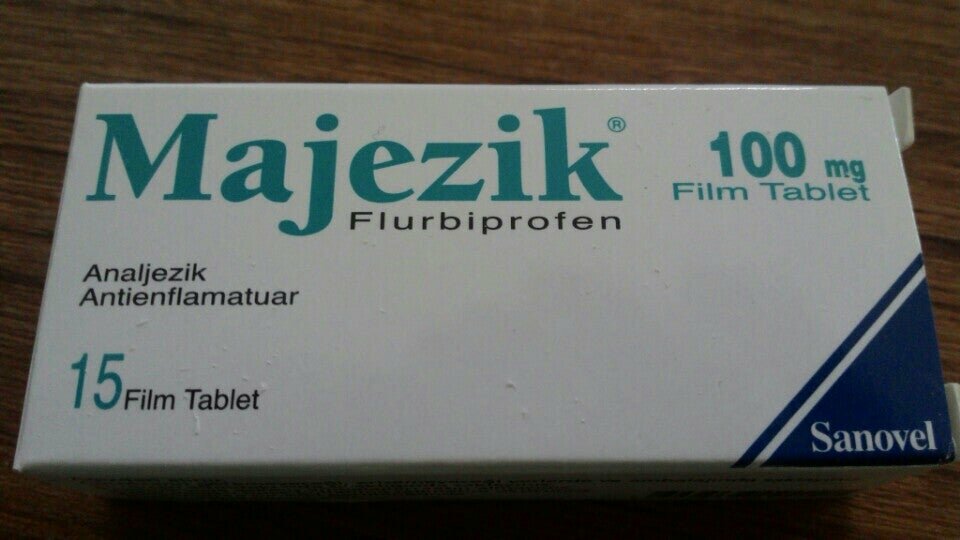 Majezik®
Flurbiprofen
100 mg
Film Tablet
Analjezik
Antienflamatuar
15 Film Tablet
Sanovel